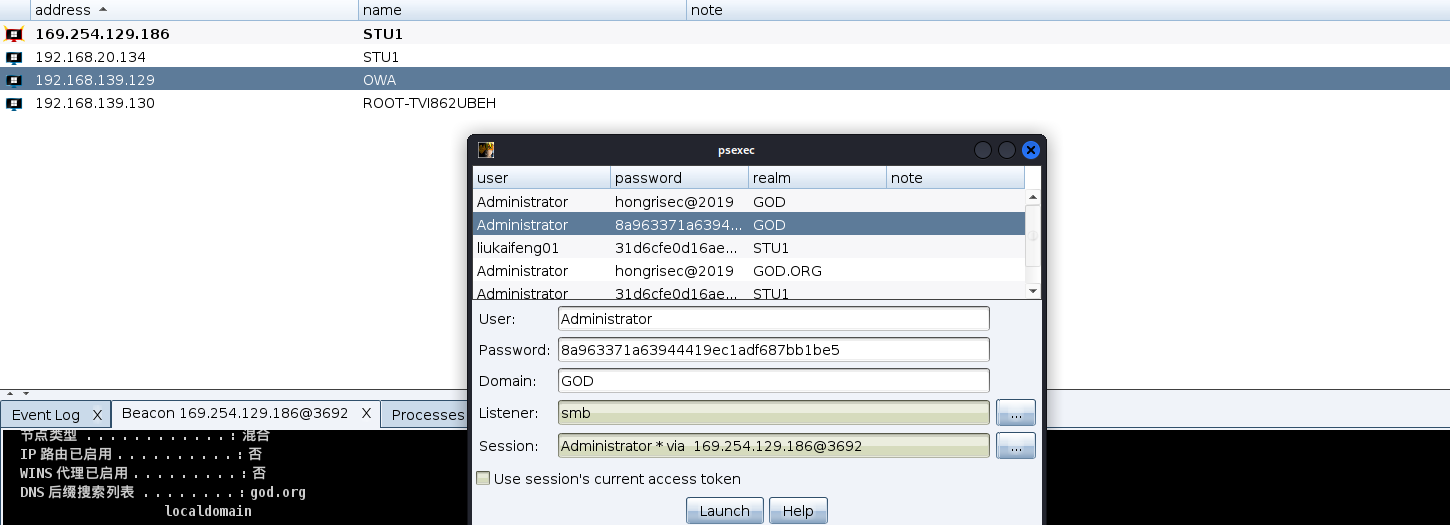 address name note
169.254.129.186 STU1
192.168.20.134 STU1
192.168.139.129 OWA
192.168.139.130 ROOT-TVI862UBEH
psexec
user password realm note
Administrator hongrisec@2019 GOD
Administrator 8a963371a6394... GOD
liukaifeng01 31d6cfe0d16ae... STU1
Administrator hongrisec@2019 GOD.ORG
Administrator 31d6cfe0d16ae... STU1
User: Administrator
Password: 8a963371a63944419ec1adf687bb1be5
Domain: GOD
Listener: smb ...
Session: Administrator * via 169.254.129.186@3692 ...
Use session's current access token
Launch Help
Event Log X Beacon 169.254.129.186@3692 X Processes
节点类型 . . . . . . . . . . . . . : 混合
IP 路由已启用 . . . . . . . . . . : 否
WINS 代理已启用 . . . . . . . . . : 否
DNS 后缀搜索列表 . . . . . . . . : god.org
localdomain